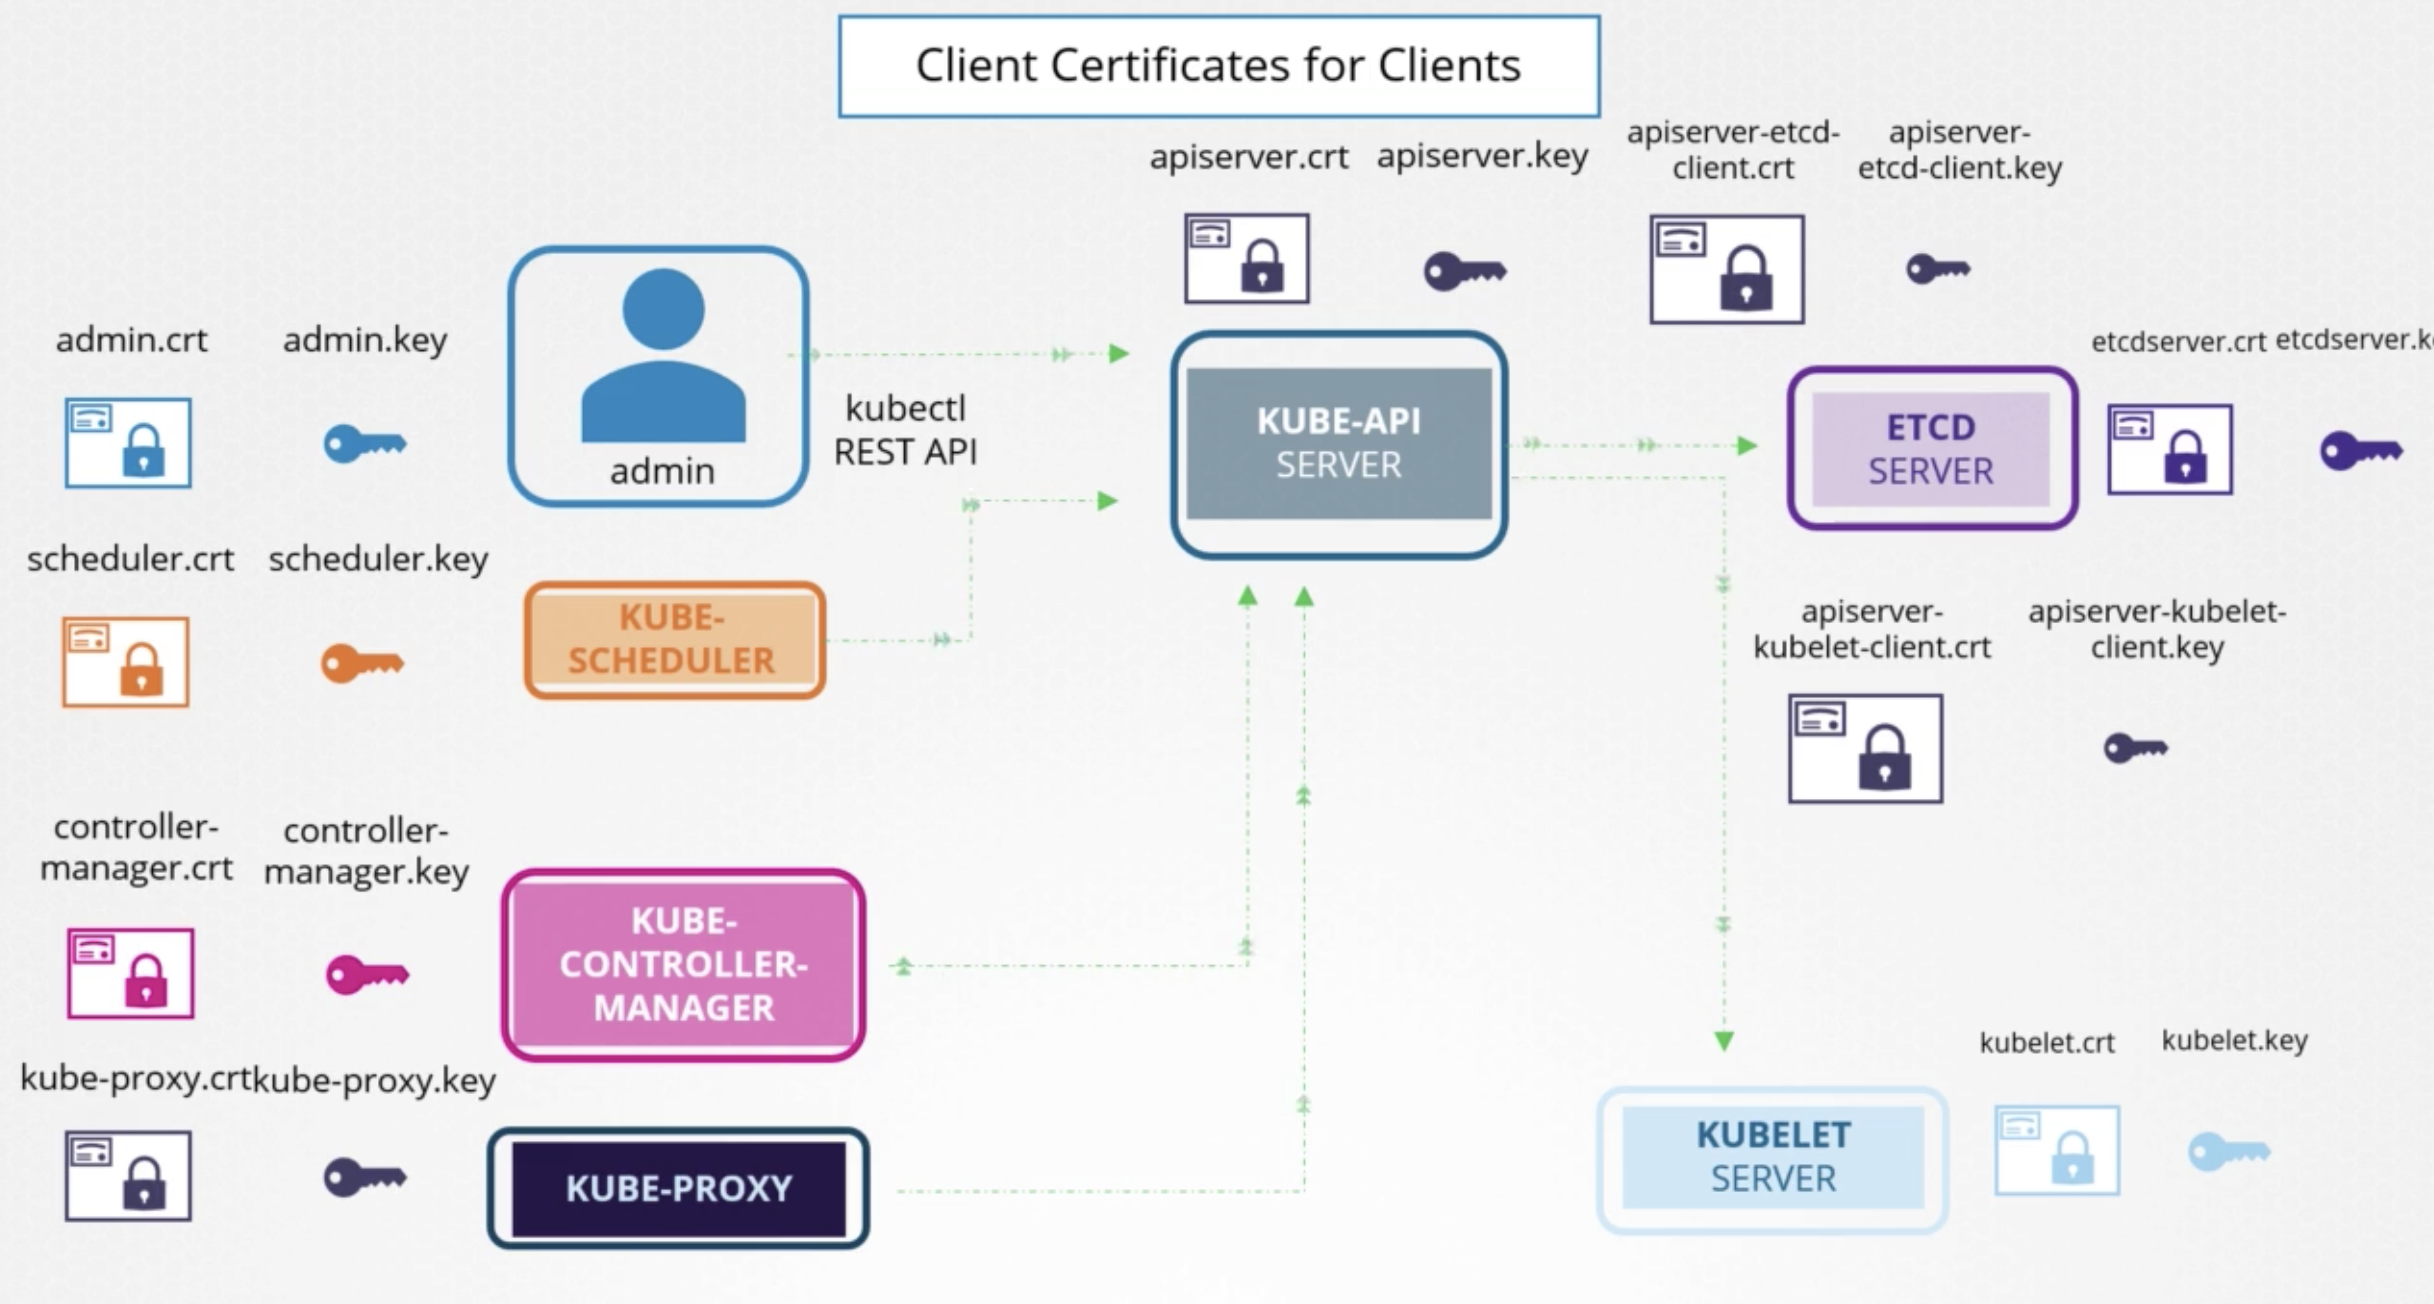 Client Certificates for Clients
apiserver.crt
apiserver.key
apiserver-etcd-
client.crt
apiserver-
etcd-client.key
admin.crt
admin.key
admin
kubectl
REST API
KUBE-API
SERVER
ETCD
SERVER
etcdserver.crt
scheduler.crt
scheduler.key
KUBE-
SCHEDULER
apiserver-
kubelet-client.crt
apiserver-kubelet-
client.key
controller-
manager.crt
controller-
manager.key
KUBE-
CONTROLLER-
MANAGER
kube-proxy.crt
kube-proxy.key
KUBE-PROXY
kubelet.crt
kubelet.key
KUBELET
SERVER